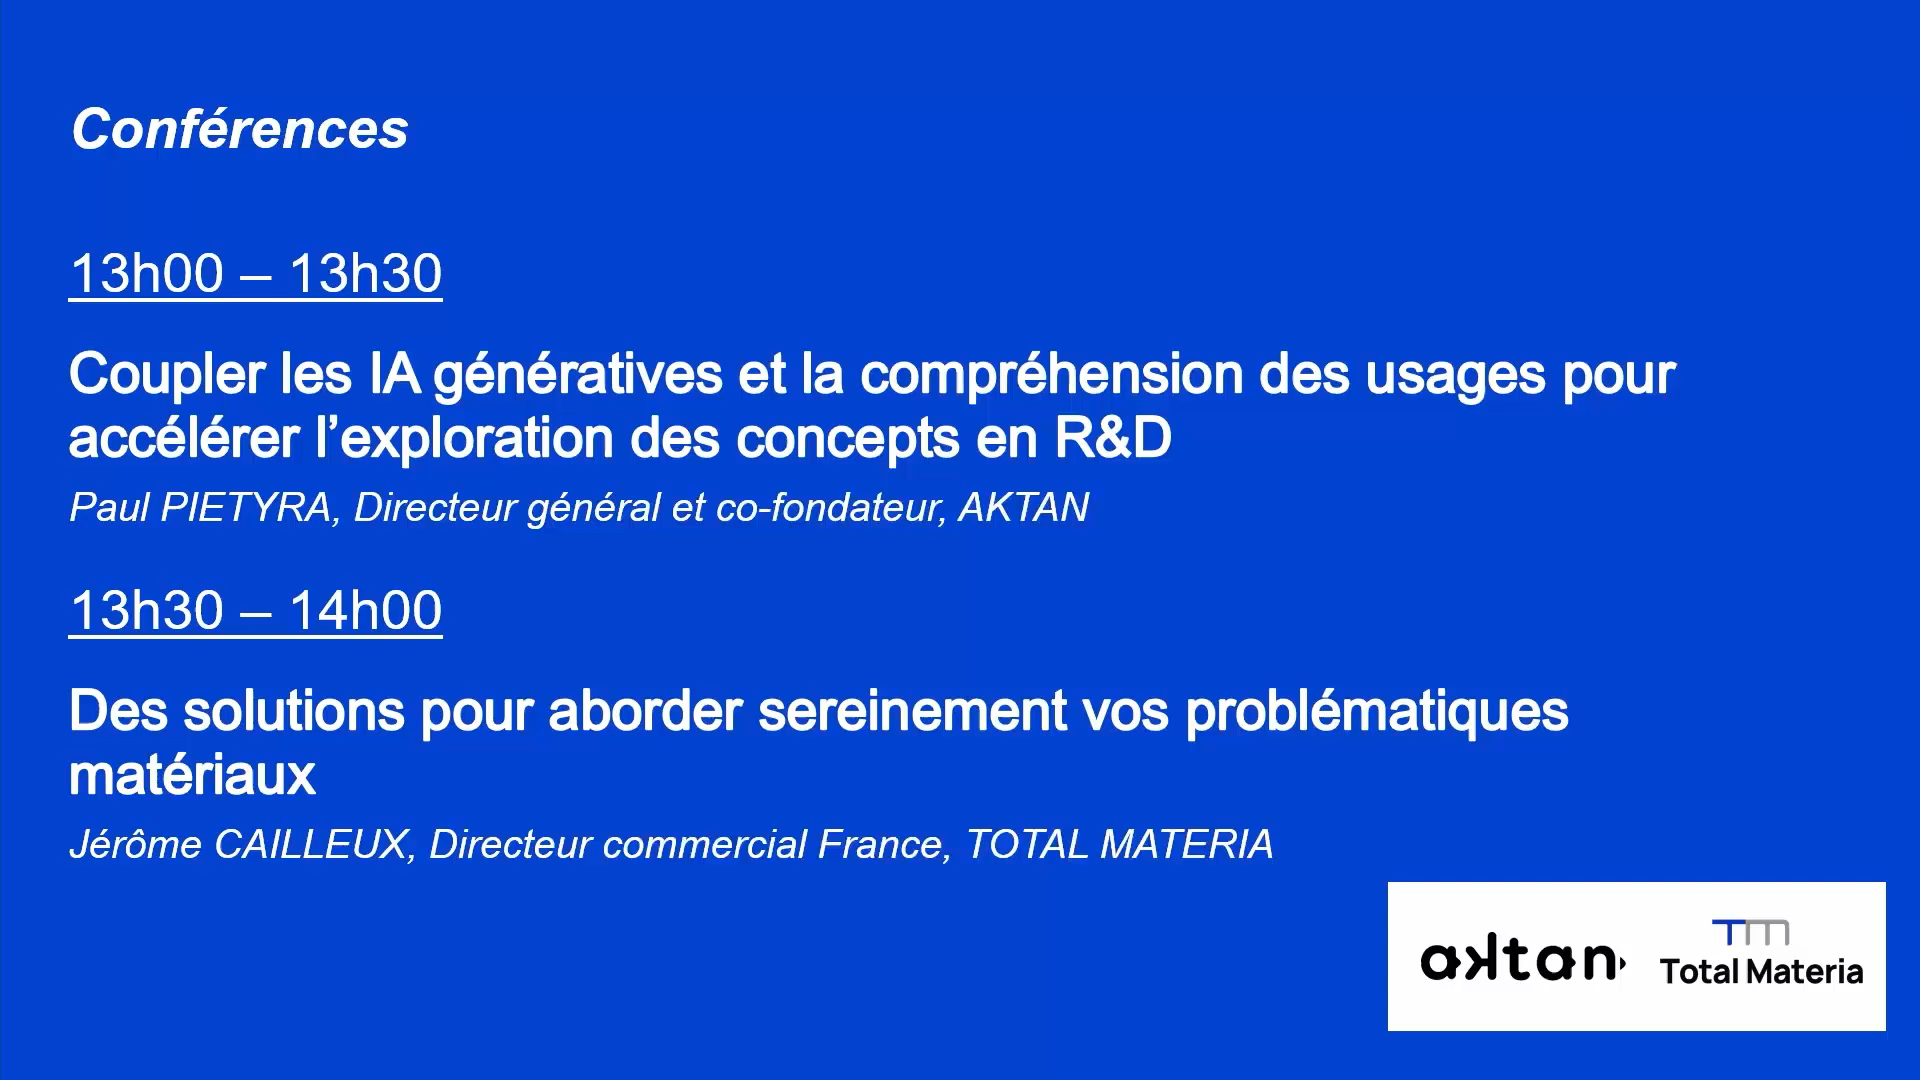 Conférences
13h00 – 13h30
Coupler les IA génératives et la compréhension des usages pour
accélérer l’exploration des concepts en R&D
Paul PIETYRA, Directeur général et co-fondateur, AKTAN
13h30 – 14h00
Des solutions pour aborder sereinement vos problématiques
matériaux
Jérôme CAILLEUX, Directeur commercial France, TOTAL MATERIA
aktan
TM
Total Materia